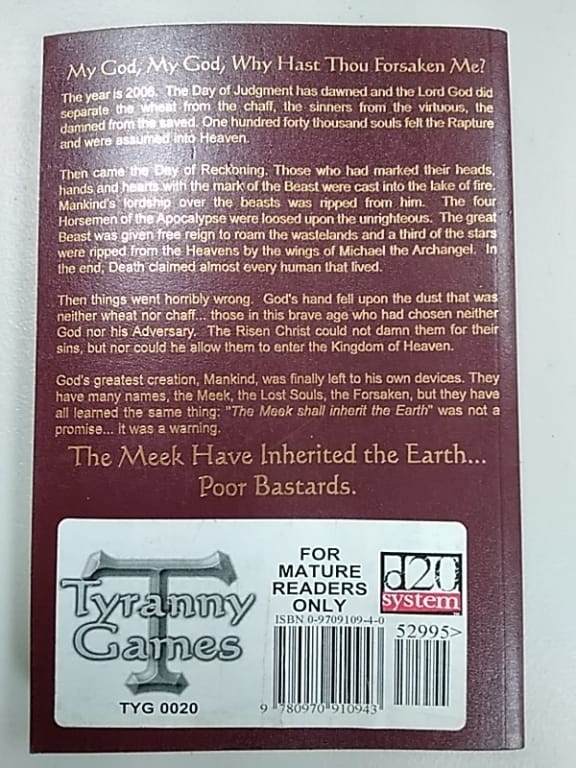 My God, My God, Why Hast Thou Forsaken Me?
The year is 2006. The Day of Judgment has dawned and the Lord God did
separate the wheat from the chaff, the sinners from the virtuous, the
damned from the saved. One hundred forty thousand souls felt the Rapture
and were assumed into Heaven.
Then came the Day of Reckoning. Those who had marked their heads,
hands and hearts with the mark of the Beast were cast into the lake of fire.
Mankind's lordship over the beasts was ripped from him. The four
Horsemen of the Apocalypse were loosed upon the unrighteous. The great
Beast was given free reign to roam the wastelands and a third of the stars
were ripped from the Heavens by the wings of Michael the Archangel. In
the end, Death claimed almost every human that lived.
Then things went horribly wrong. God's hand fell upon the dust that was
neither wheat nor chaff... those in this brave age who had chosen neither
God nor his Adversary. The Risen Christ could not damn them for their
sins, but nor could he allow them to enter the Kingdom of Heaven.
God's greatest creation, Mankind, was finally left to his own devices. They
have many names, the Meek, the Lost Souls, the Forsaken, but they have
all learned the same thing: "The Meek shall inherit the Earth" was not a
promise... it was a warning.
The Meek Have Inherited the Earth...
Poor Bastards.
T
Tyranny
Games
TYG 0020
FOR
MATURE
READERS
ONLY
d20
system
ISBN 0-9709109-4-0
52995>
9 780970 910943